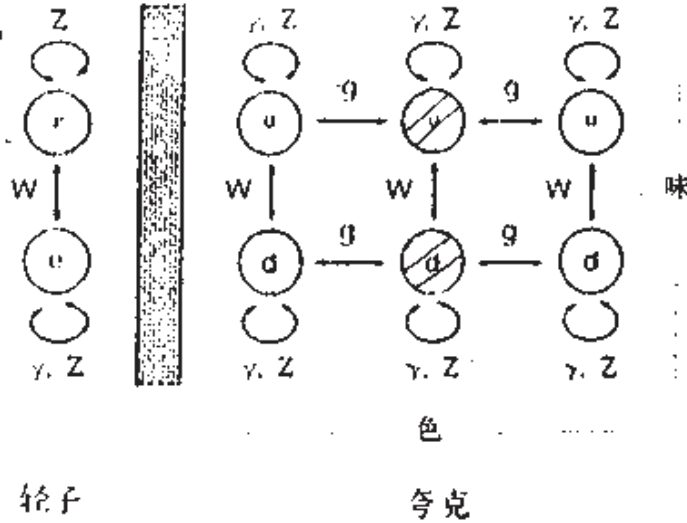 Z γ, Z γ, Z γ, Z
g g
u u u
W W W W 味
g g
e d d d
γ, Z γ, Z γ, Z γ, Z
色
轻子 夸克